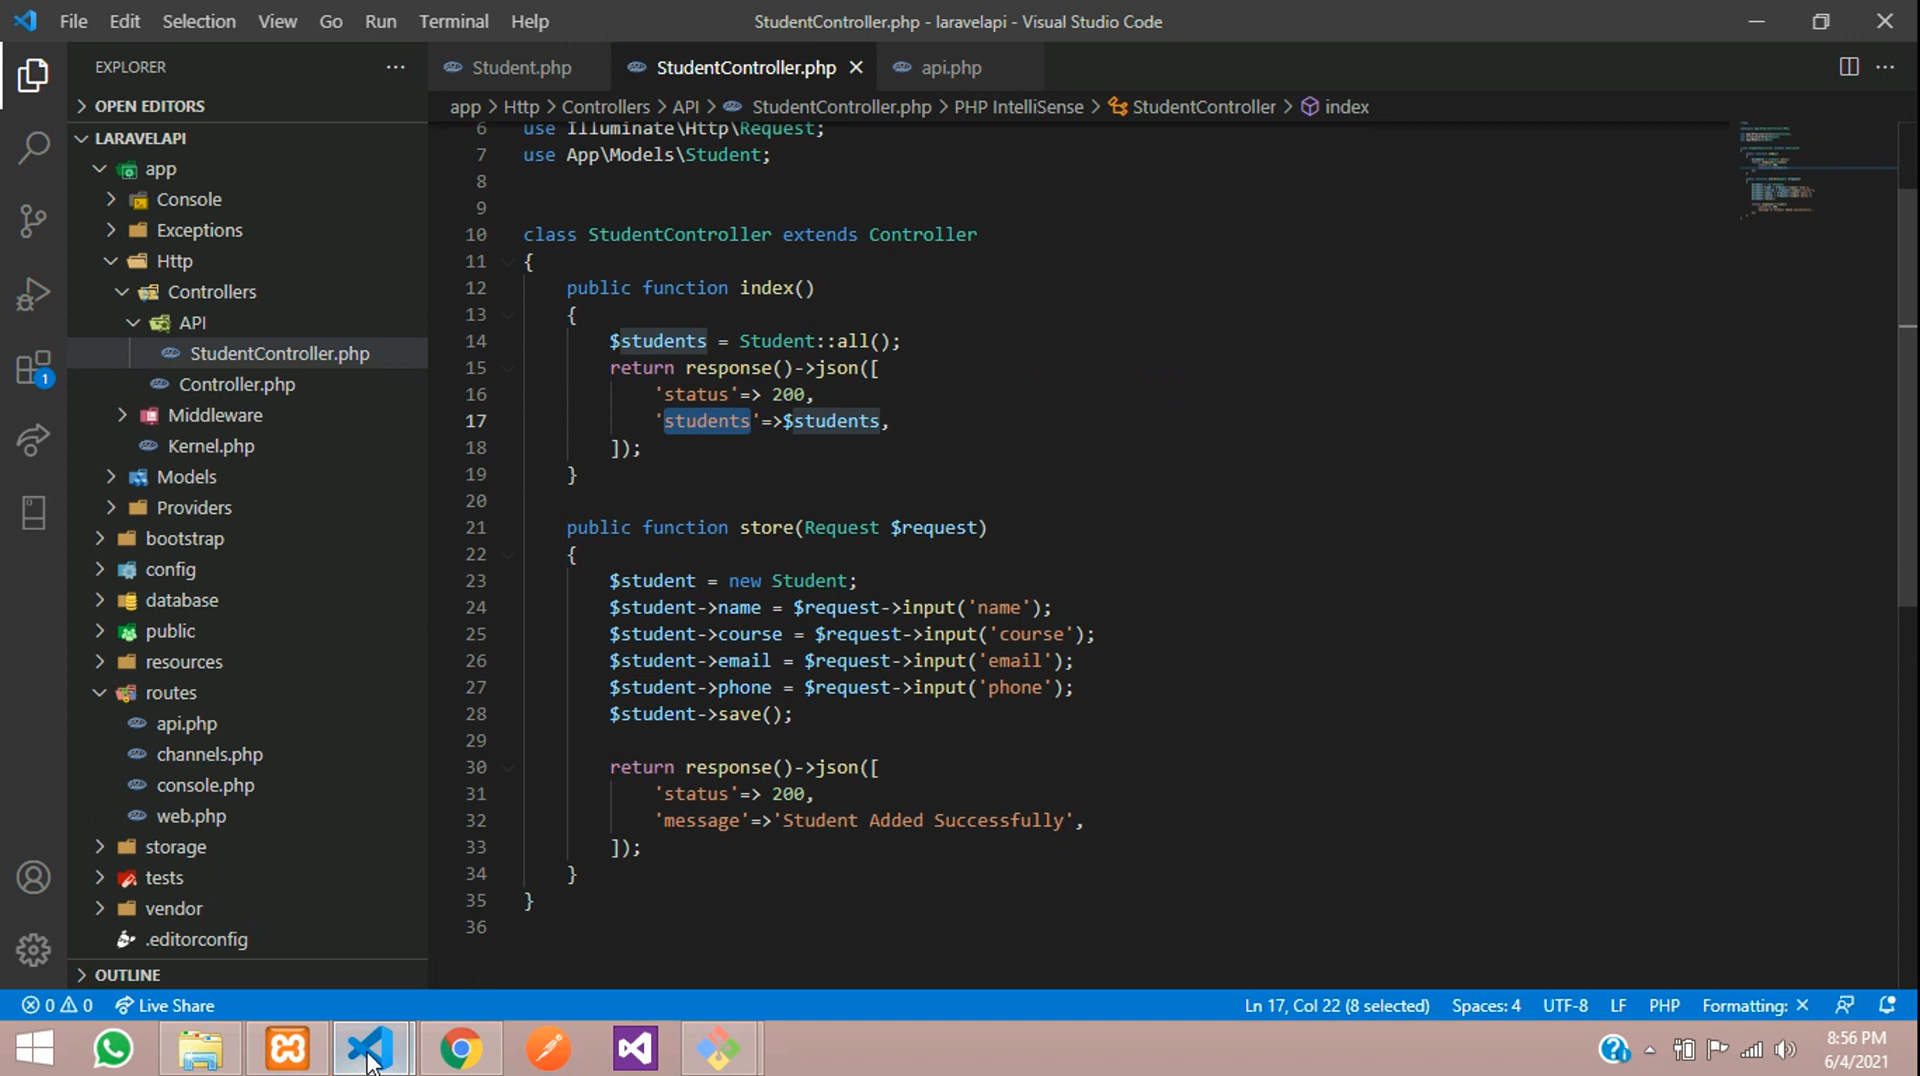 File Edit Selection View Go Run Terminal Help
StudentController.php - laravelapi - Visual Studio Code
EXPLORER
OPEN EDITORS
LARAVELAPI
app
Console
Exceptions
Http
Controllers
API
StudentController.php
Controller.php
Middleware
Kernel.php
Models
Providers
bootstrap
config
database
public
resources
routes
api.php
channels.php
console.php
web.php
storage
tests
vendor
.editorconfig
OUTLINE
1
Student.php StudentController.php api.php
app > Http > Controllers > API > StudentController.php > PHP IntelliSense > StudentController > index
6 use Illuminate\Http\Request;
7 use App\Models\Student;
8
9
10 class StudentController extends Controller
11 {
12 public function index()
13 {
14 $students = Student::all();
15 return response()->json([
16 'status'=> 200,
17 'students'=>$students,
18 ]);
19 }
20
21 public function store(Request $request)
22 {
23 $student = new Student;
24 $student->name = $request->input('name');
25 $student->course = $request->input('course');
26 $student->email = $request->input('email');
27 $student->phone = $request->input('phone');
28 $student->save();
29
30 return response()->json([
31 'status'=> 200,
32 'message'=>'Student Added Successfully',
33 ]);
34 }
35 }
36
0 0 Live Share
Ln 17, Col 22 (8 selected) Spaces: 4 UTF-8 LF PHP Formatting: ×
8:56 PM
6/4/2021